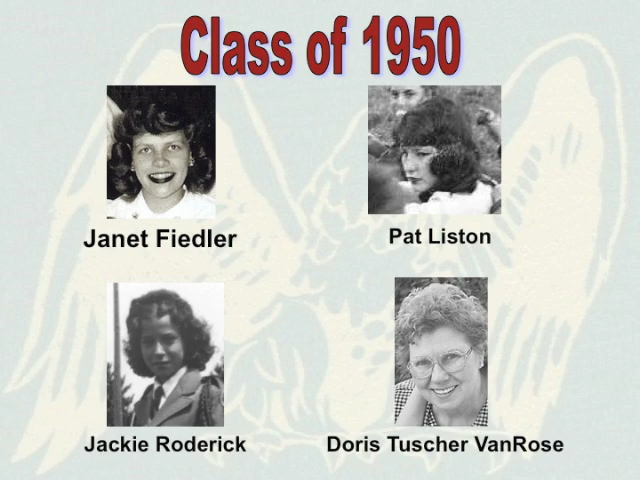 Class of 1950
Janet Fiedler
Pat Liston
Jackie Roderick
Doris Tuscher VanRose